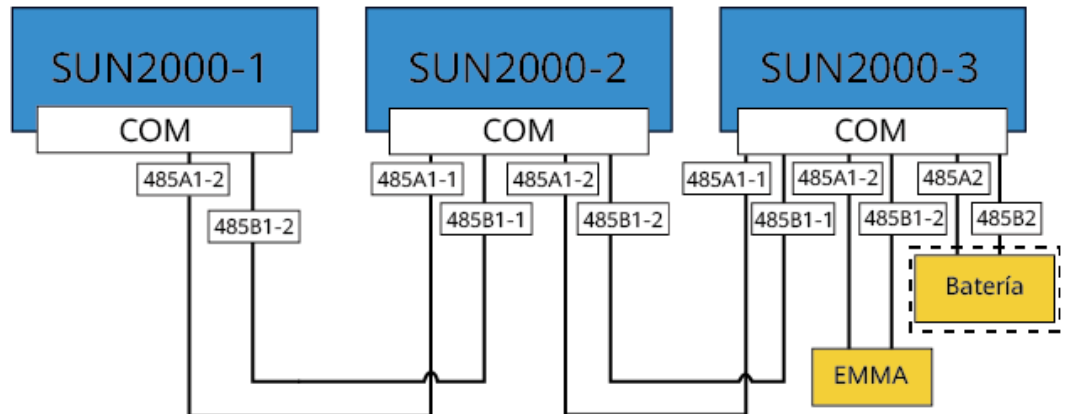 SUN2000-1
SUN2000-2
SUN2000-3
COM
COM
COM
485A1-2
485A1-1
485A1-2
485A1-1
485A1-2
485A2
485B1-2
485B1-1
485B1-2
485B1-1
485B1-2
485B2
Batería
EMMA